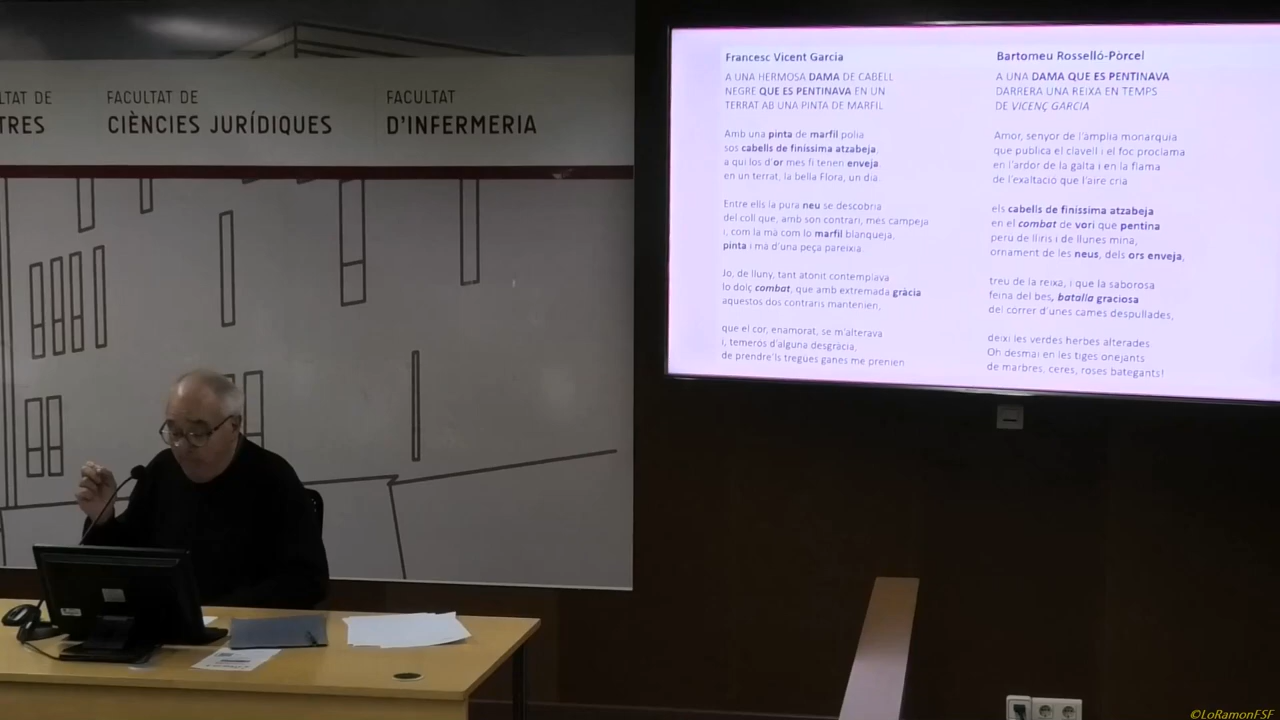 LTAT DE
TRES
FACULTAT DE
CIÈNCIES JURÍDIQUES
FACULTAT
D'INFERMERIA
Francesc Vicent Garcia
A UNA HERMOSA DAMA DE CABELL
NEGRE QUE ES PENTINAVA EN UN
TERRAT AB UNA PINTA DE MARFIL
Amb una pinta de marfil polia
sos cabells de finíssima atzabeja,
a qui los d'or mes fi tenen enveja
en un terrat, la bella Flora, un dia.
Entre ells la pura neu se descobria
del coll que, amb son contrari, mes campeja
i, com la mà com lo marfil blanqueja,
pinta i mà d'una peça pareixia.
Jo, de lluny, tant atonit contemplava
lo dolç combat, que amb extremada gràcia
aquestos dos contraris mantenien,
que el cor, enamorat, se m'alterava
i, temerós d'alguna desgràcia,
de prendre'ls tregues ganes me prenien.
Bartomeu Rosselló-Pòrcel
A UNA DAMA QUE ES PENTINAVA
DARRERA UNA REIXA EN TEMPS
DE VICENÇ GARCIA
Amor, senyor de l'amplia monarquia
que publica el clavell i el foc proclama
en l'ardor de la galta i en la flama
de l'exaltacio que l'aire cria
els cabells de finíssima atzabeja
en el combat de vori que pentina
peru de lliris i de llunes mina,
ornament de les neus, dels ors enveja,
treu de la reixa, i que la saborosa
feina del bes, batalla graciosa
del córrer d'unes cames despullades,
deixi les verdes herbes alterades
Oh desmai en les tiges onejants
de marbres, ceres, roses bategants!
©LoRamonFSF